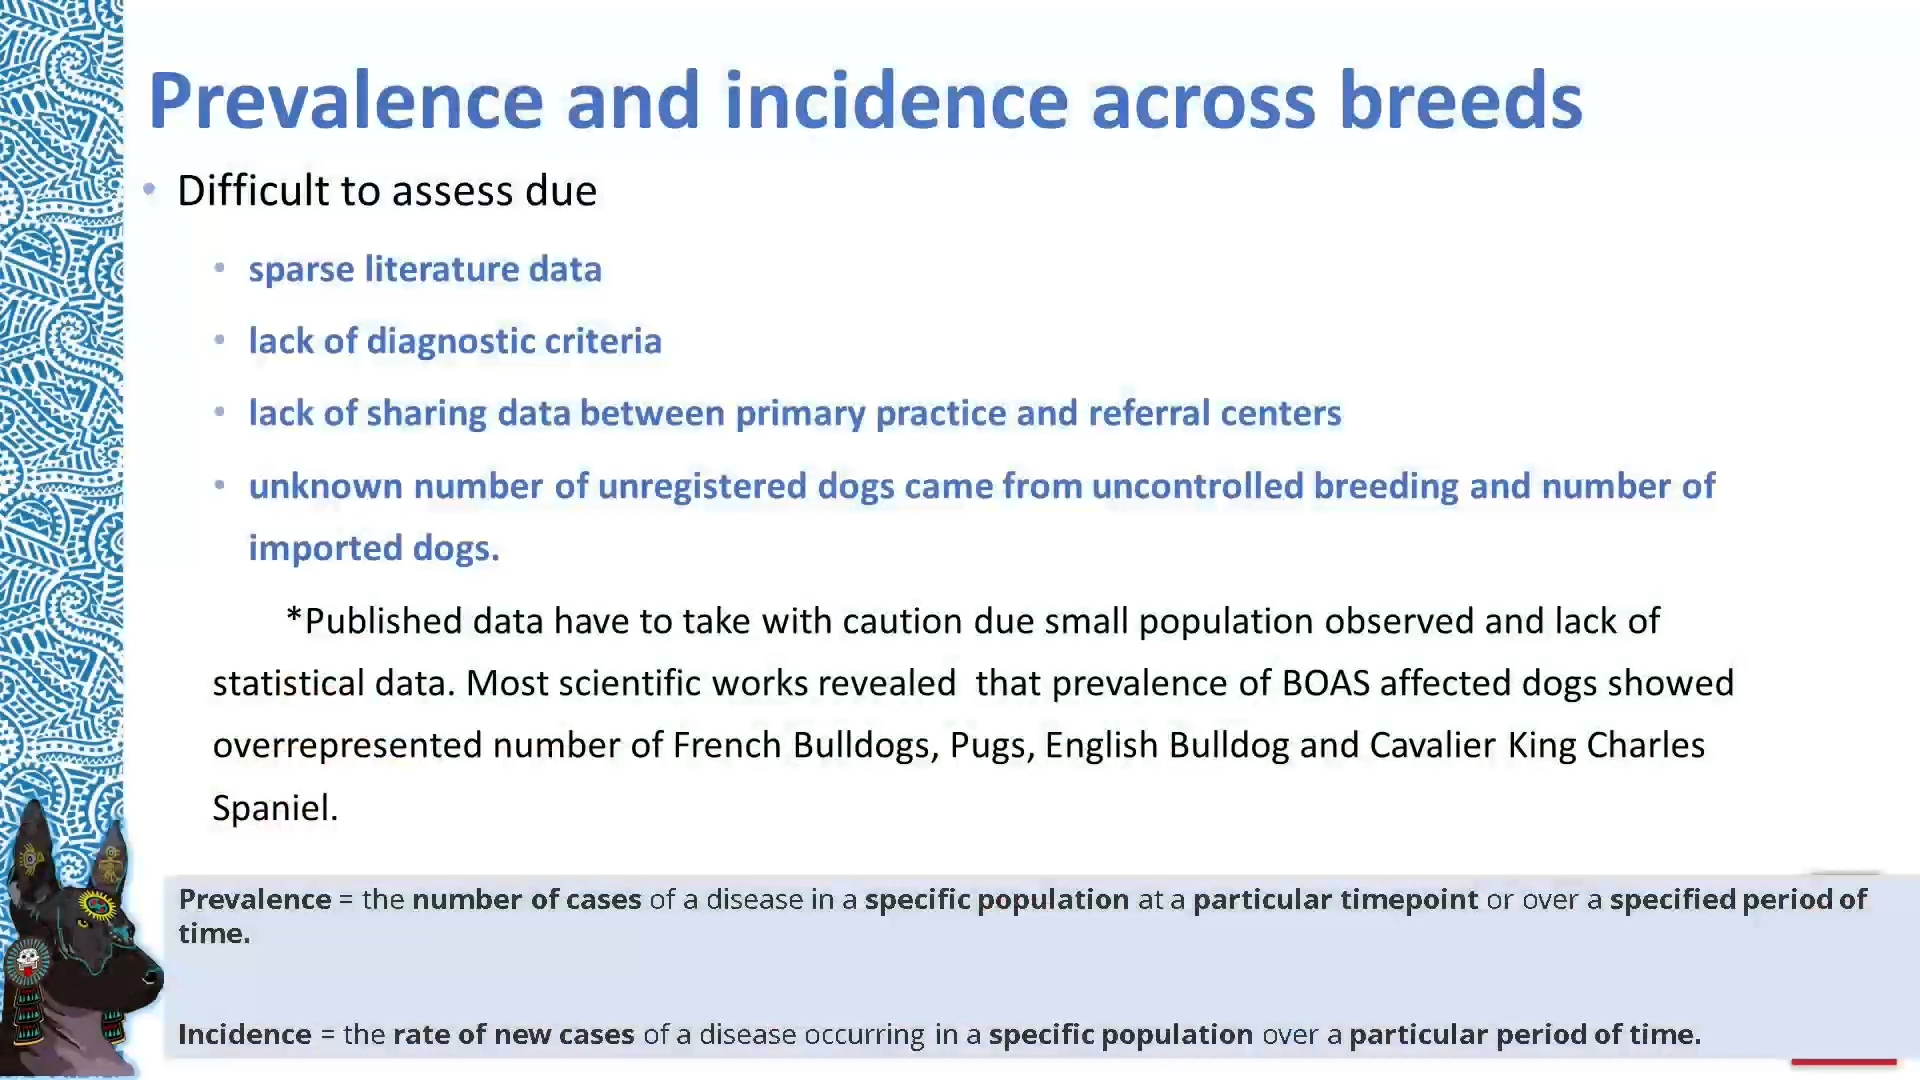 Prevalence and incidence across breeds
• Difficult to assess due
• sparse literature data
• lack of diagnostic criteria
• lack of sharing data between primary practice and referral centers
• unknown number of unregistered dogs came from uncontrolled breeding and number of
imported dogs.
*Published data have to take with caution due small population observed and lack of
statistical data. Most scientific works revealed that prevalence of BOAS affected dogs showed
overrepresented number of French Bulldogs, Pugs, English Bulldog and Cavalier King Charles
Spaniel.
Prevalence = the number of cases of a disease in a specific population at a particular timepoint or over a specified period of
time.
Incidence = the rate of new cases of a disease occurring in a specific population over a particular period of time.